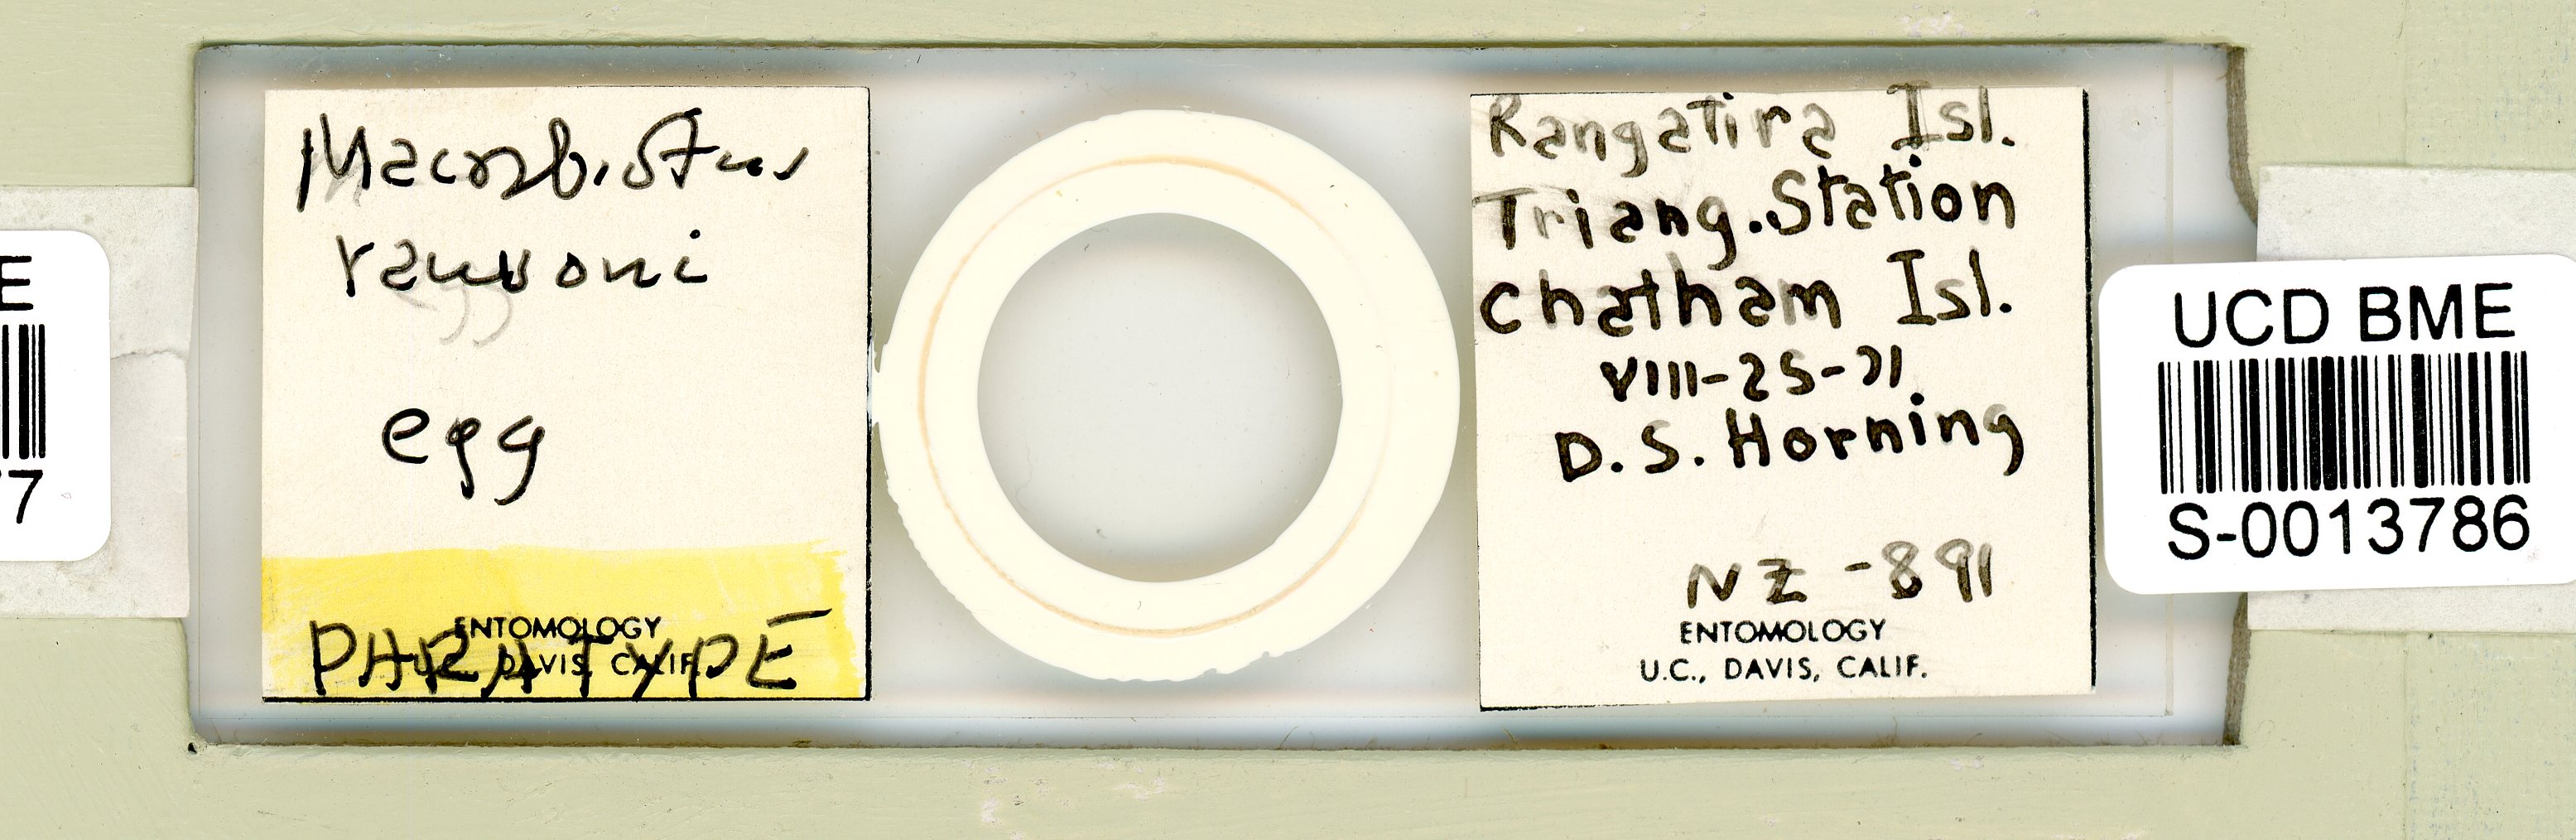 Macrobiotus
rawsoni
egg
ENTOMOLOGY
DAVIS, CALIF.
PARATYPE
Rangatira Isl.
Triang. Station
Chatham Isl.
VIII-25-71
D.S. Horning
NZ -891
ENTOMOLOGY
U.C., DAVIS, CALIF.
UCD BME
S-0013786
E
7